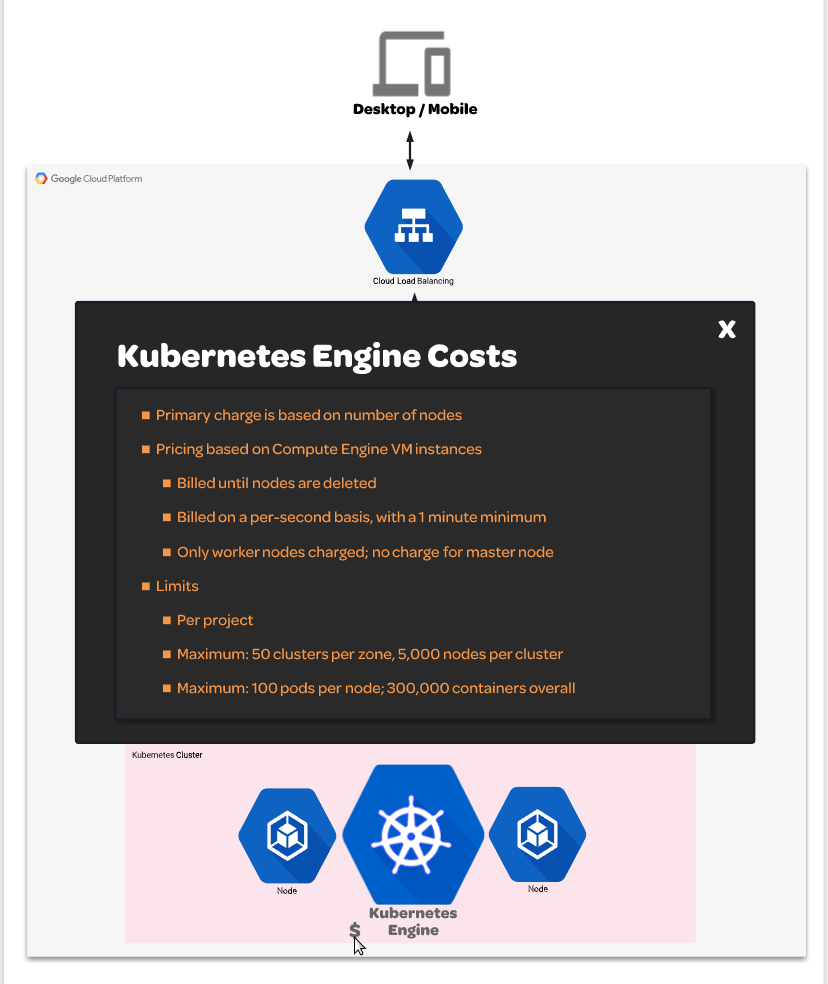 Desktop / Mobile
Google Cloud Platform
Cloud Load Balancing
X
Kubernetes Engine Costs
Primary charge is based on number of nodes
Pricing based on Compute Engine VM instances
Billed until nodes are deleted
Billed on a per-second basis, with a 1 minute minimum
Only worker nodes charged; no charge for master node
Limits
Per project
Maximum: 50 clusters per zone, 5,000 nodes per cluster
Maximum: 100 pods per node; 300,000 containers overall
Kubernetes Cluster
Node
Node
Kubernetes
Engine
$